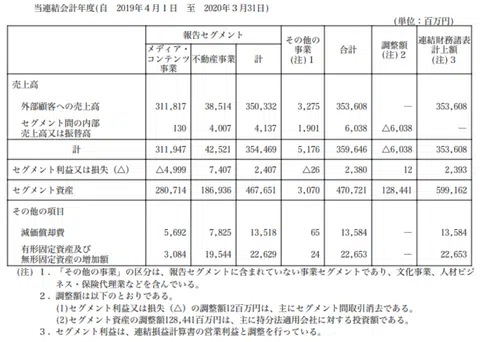 当連結会計年度(自　2019年４月１日　至　2020年３月31日)
(単位：百万円)
報告セグメント
メディア・コンテンツ事業 不動産事業 計 その他の事業(注)１ 合計 調整額(注)２ 連結財務諸表計上額(注)３
売上高
外部顧客への売上高 311,817 38,514 350,332 3,275 353,608 ― 353,608
セグメント間の内部売上高又は振替高 130 4,007 4,137 1,901 6,038 △6,038 ―
計 311,947 42,521 354,469 5,176 359,646 △6,038 353,608
セグメント利益又は損失(△) △4,999 7,407 2,407 △26 2,380 12 2,393
セグメント資産 280,714 186,936 467,651 3,070 470,721 128,441 599,162
その他の項目
減価償却費 5,692 7,825 13,518 65 13,584 ― 13,584
有形固定資産及び無形固定資産の増加額 3,084 19,544 22,629 24 22,653 ― 22,653
(注)１．「その他の事業」の区分は、報告セグメントに含まれていない事業セグメントであり、文化事業、人材ビジ
ネス・保険代理業などを含んでいる。
２．調整額は以下のとおりである。
(1)セグメント利益又は損失（△）の調整額12百万円は、主にセグメント間取引消去である。
(2)セグメント資産の調整額128,441百万円は、主に持分法適用会社に対する投資額である。
３．セグメント利益は、連結損益計算書の営業利益と調整を行っている。